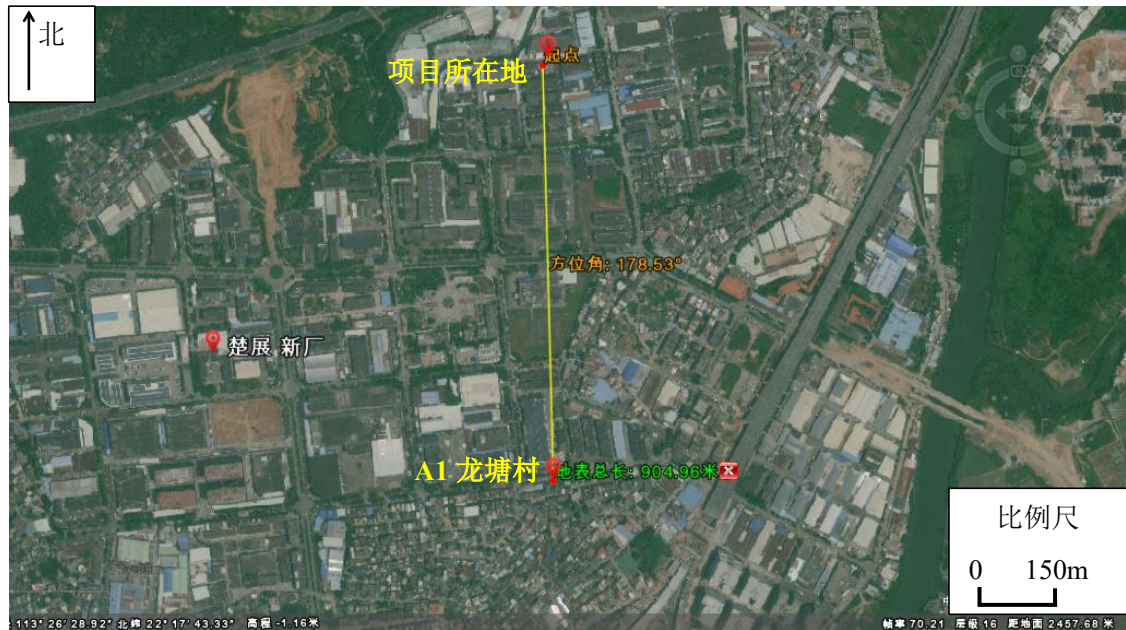 北
起点
项目所在地
方位角: 178.53°
楚展 新厂
A1 龙塘村
地表总长: 904.96米
比例尺
0 150m
113° 26' 28.92" 北纬 22° 17' 43.33" 高程 -1.16米
帧率 70.21 层级 16 距地面 2457.68 米